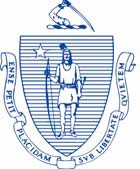 ENSE PETIT
PLACIDAM
SVB LIBERTATE
QVIETEM